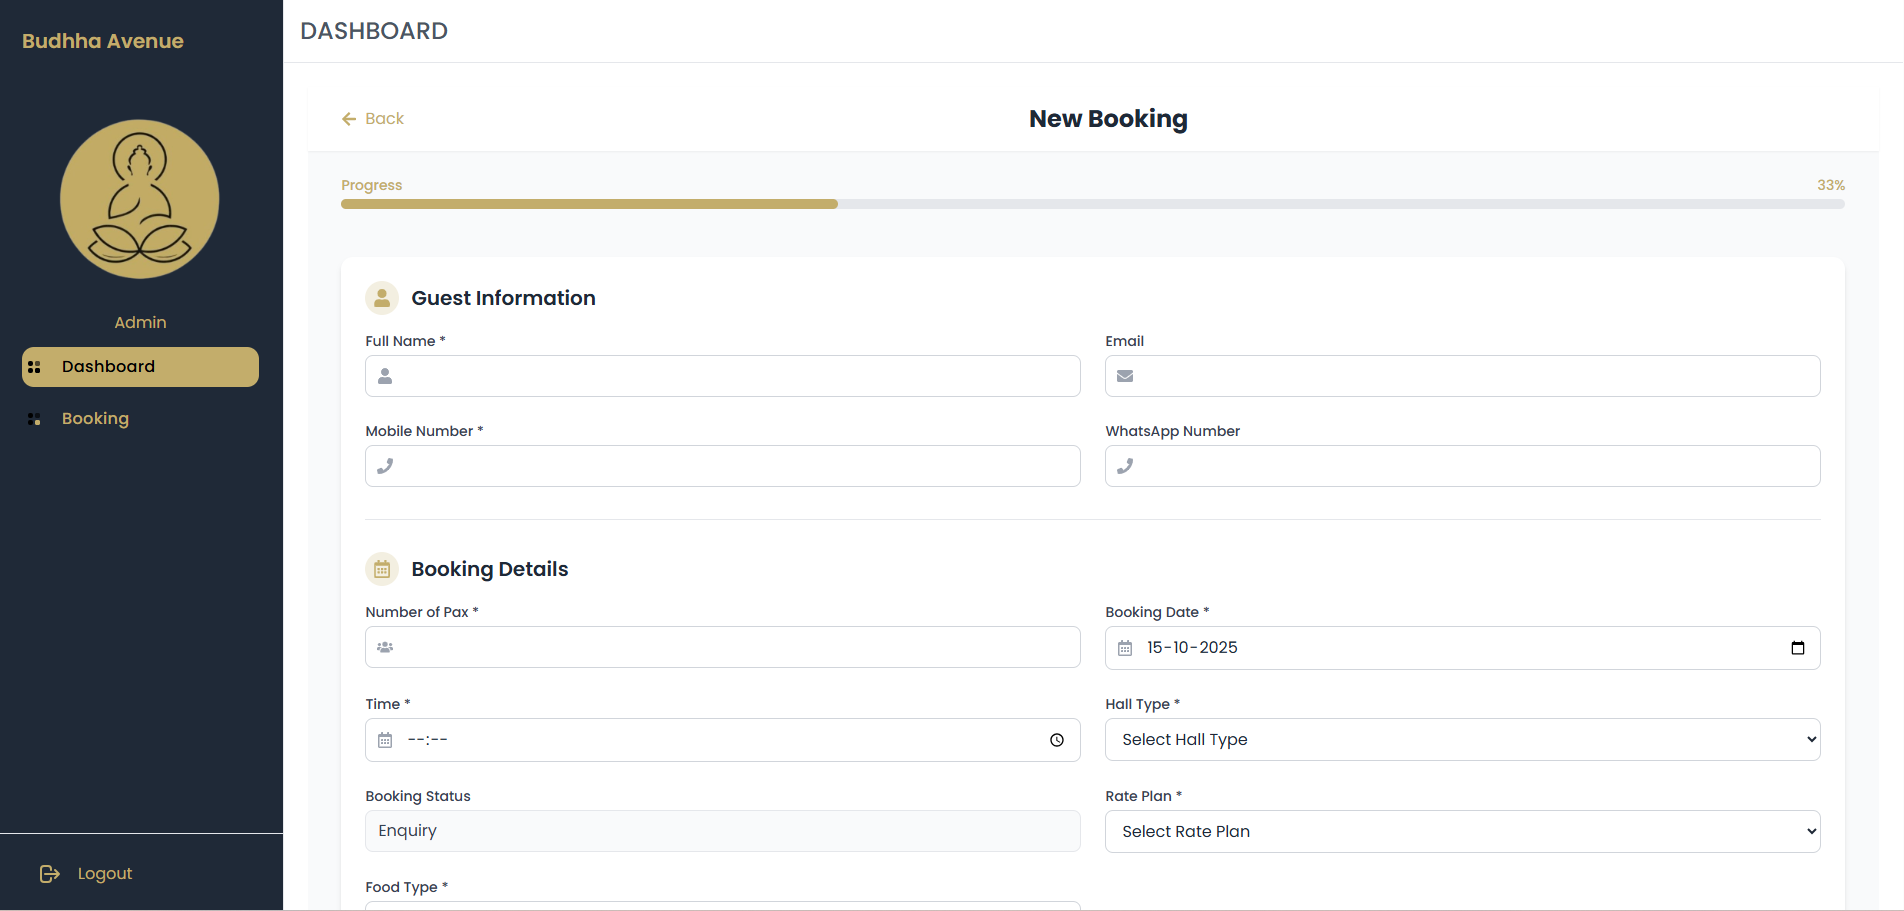 Budhha Avenue
Admin
Dashboard
Booking
Logout
DASHBOARD
Back
New Booking
Progress
33%
Guest Information
Full Name *
Email
Mobile Number *
WhatsApp Number
Booking Details
Number of Pax *
Booking Date *
15-10-2025
Time *
--:--
Hall Type *
Select Hall Type
Booking Status
Enquiry
Rate Plan *
Select Rate Plan
Food Type *